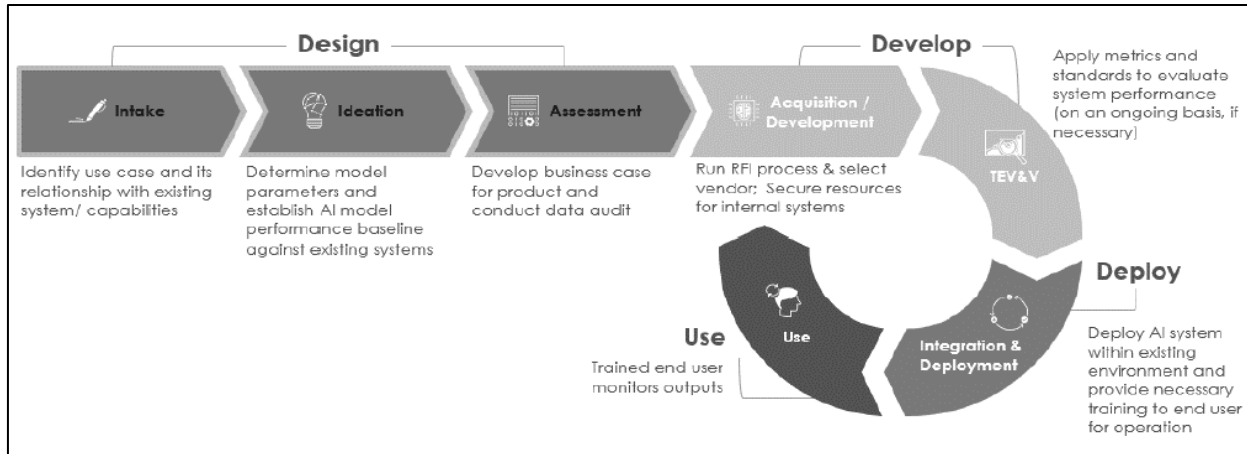 Design
Develop
Intake
Ideation
Assessment
Acquisition /
Development
Identify use case and its
relationship with existing
system/ capabilities
Determine model
parameters and
establish AI model
performance baseline
against existing systems
Develop business case
for product and
conduct data audit
Run RFI process & select
vendor; Secure resources
for internal systems
Apply metrics and
standards to evaluate
system performance
(on an ongoing basis, if
necessary)
TEV&V
Deploy
Integration &
Deployment
Deploy AI system
within existing
environment and
provide necessary
training to end user
for operation
Use
Use
Trained end user
monitors outputs